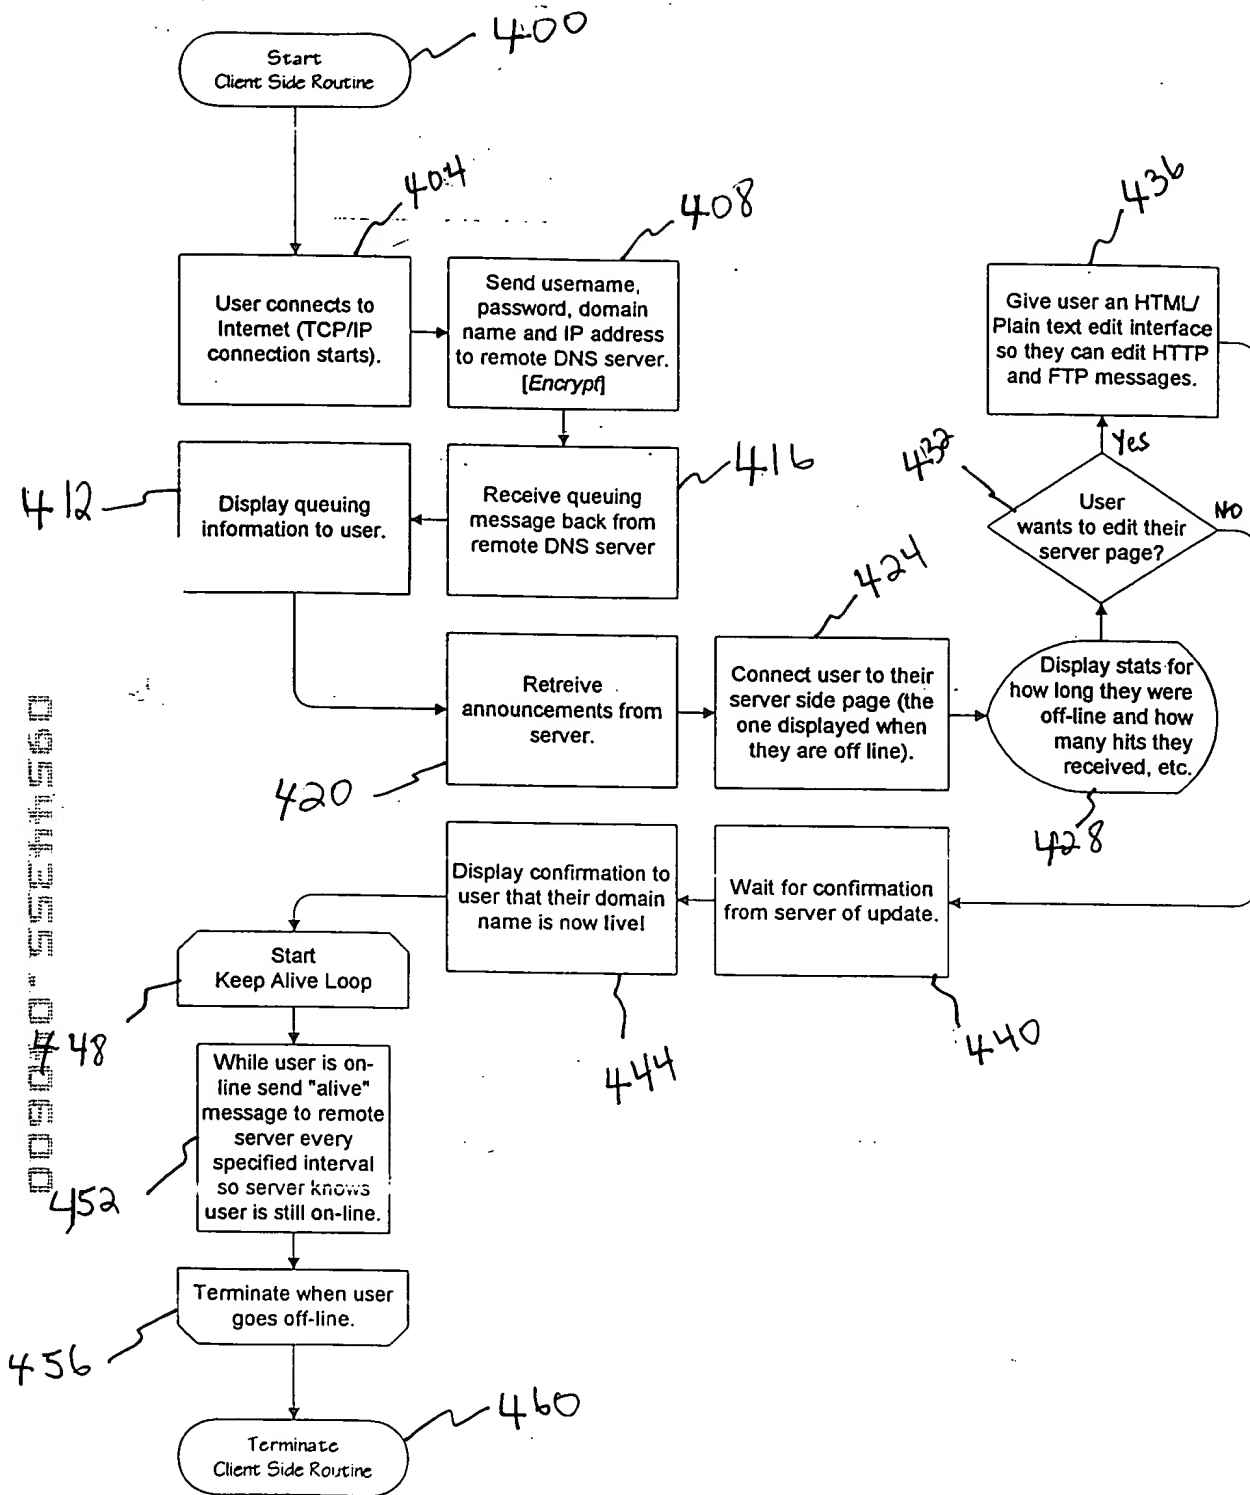 400
Start
Client Side Routine
404
408
436
User connects to
Internet (TCP/IP
connection starts).
Send username,
password, domain
name and IP address
to remote DNS server.
[Encrypt]
Give user an HTML/
Plain text edit interface
so they can edit HTTP
and FTP messages.
Yes
432
416
412
Display queuing
information to user.
Receive queuing
message back from
remote DNS server
User
wants to edit their
server page?
NO
424
Retreive
announcements from
server.
Connect user to their
server side page (the
one displayed when
they are off line).
Display stats for
how long they were
off-line and how
many hits they
received, etc.
420
428
Display confirmation to
user that their domain
name is now live!
Wait for confirmation
from server of update.
Start
Keep Alive Loop
448
444
440
While user is on-
line send "alive"
message to remote
server every
specified interval
so server knows
user is still on-line.
452
Terminate when user
goes off-line.
456
460
Terminate
Client Side Routine